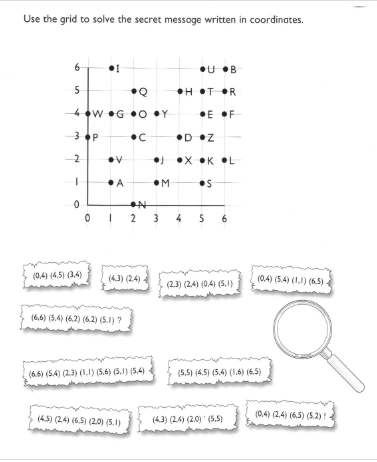 Use the grid to solve the secret message written in coordinates.
6 I U B
5 Q H T R
4 W G O Y E F
3 P C D Z
2 V J X K L
1 A M S
0 N
0 1 2 3 4 5 6
(0,4) (4,5) (3,4)
(4,3) (2,4)
(2,3) (2,4) (0,4) (5,1)
(0,4) (5,4) (1,1) (6,5)
(6,6) (5,4) (6,2) (6,2) (5,1) ?
(6,6) (5,4) (2,3) (1,1) (5,6) (5,1) (5,4)
(5,5) (4,5) (5,4) (1,6) (6,5)
(4,5) (2,4) (6,5) (2,0) (5,1)
(4,3) (2,4) (2,0) ' (5,5)
(0,4) (2,4) (6,5) (5,2) !